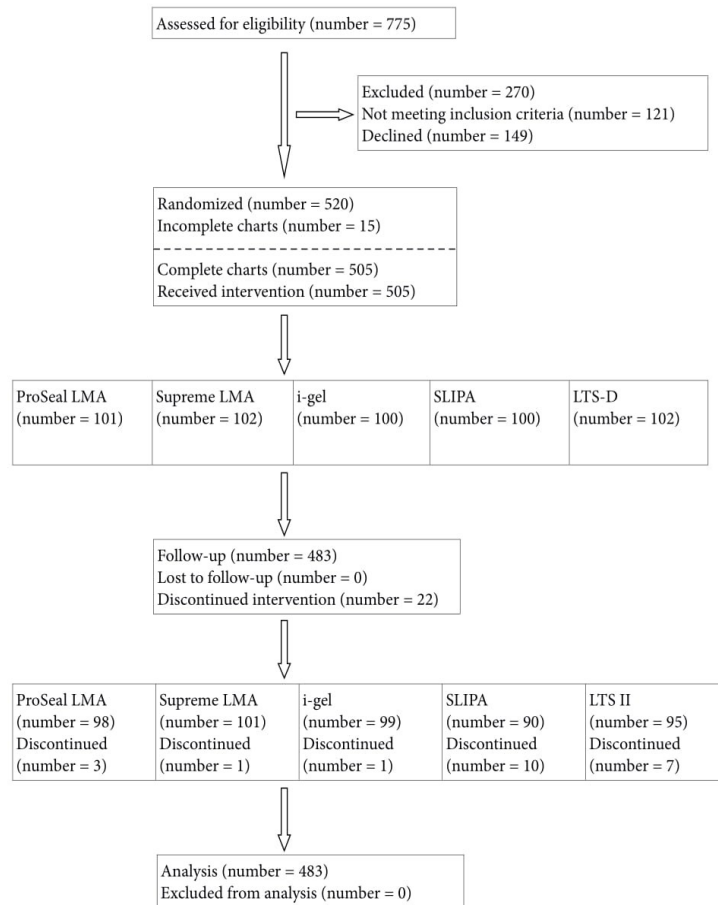 Assessed for eligibility (number = 775)
Excluded (number = 270)
Not meeting inclusion criteria (number = 121)
Declined (number = 149)
Randomized (number = 520)
Incomplete charts (number = 15)
Complete charts (number = 505)
Received intervention (number = 505)
ProSeal LMA
(number = 101)
Supreme LMA
(number = 102)
i-gel
(number = 100)
SLIPA
(number = 100)
LTS-D
(number = 102)
Follow-up (number = 483)
Lost to follow-up (number = 0)
Discontinued intervention (number = 22)
ProSeal LMA
(number = 98)
Discontinued
(number = 3)
Supreme LMA
(number = 101)
Discontinued
(number = 1)
i-gel
(number = 99)
Discontinued
(number = 1)
SLIPA
(number = 90)
Discontinued
(number = 10)
LTS II
(number = 95)
Discontinued
(number = 7)
Analysis (number = 483)
Excluded from analysis (number = 0)